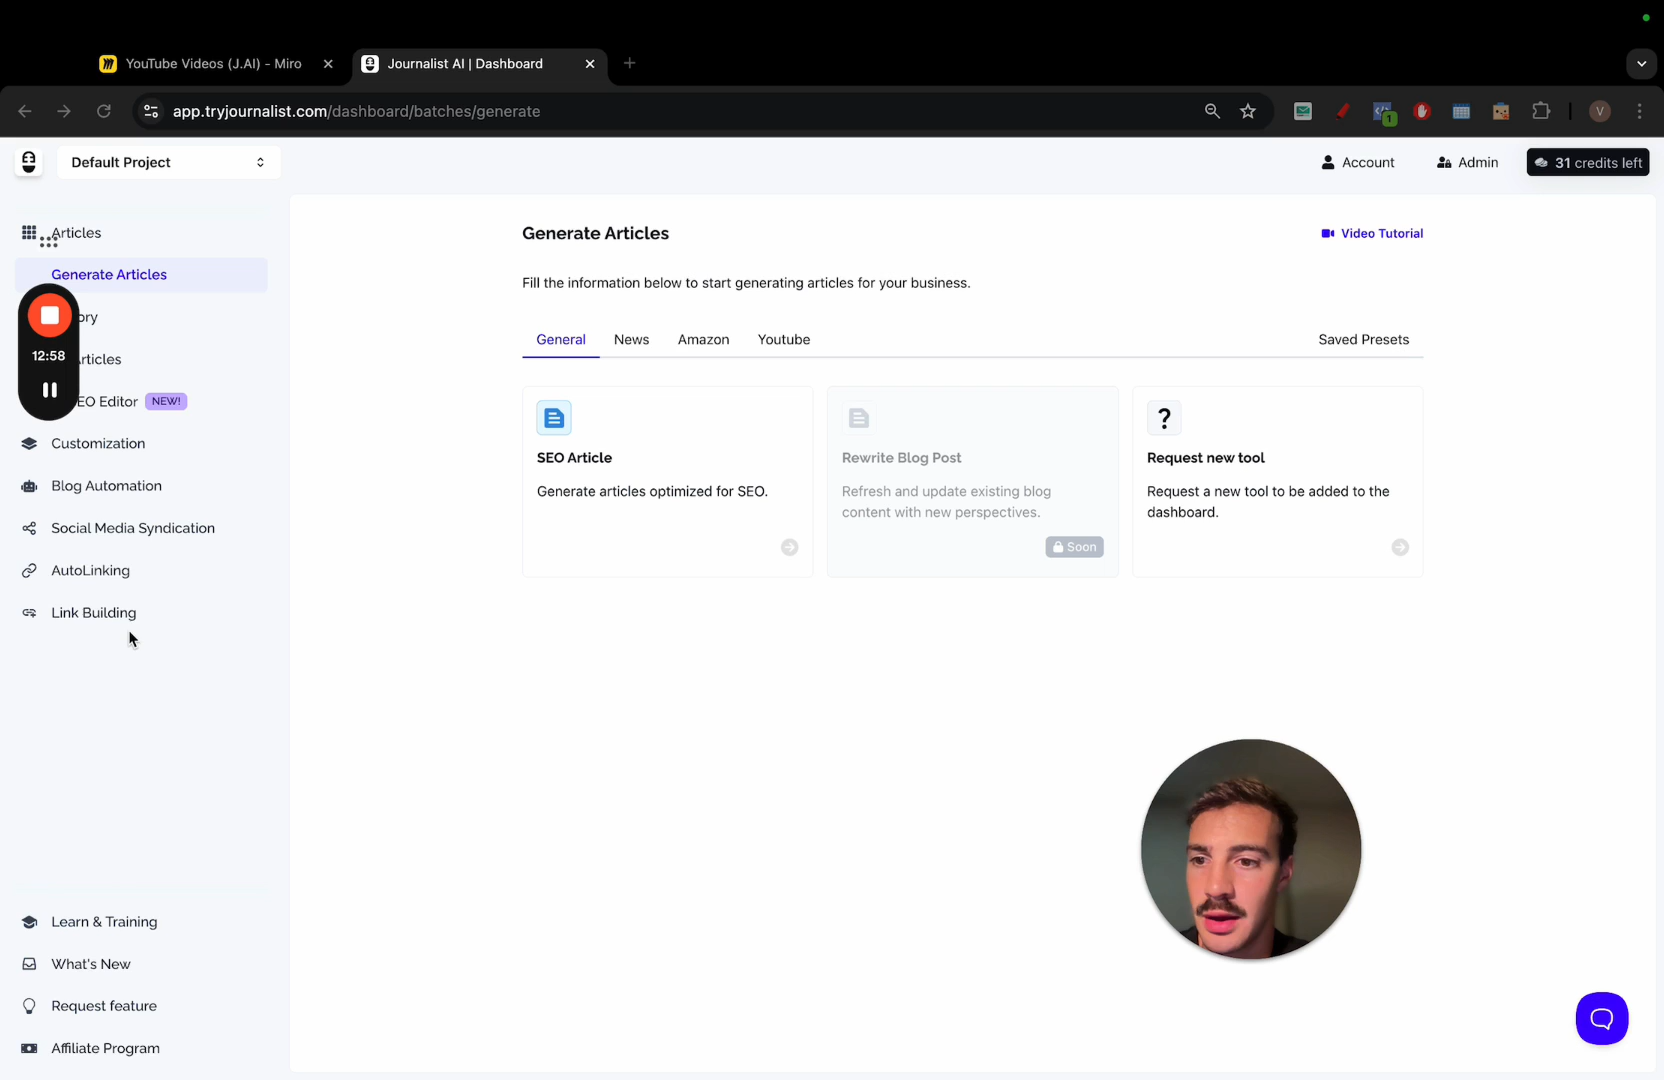 YouTube Videos (J.AI) - Miro
Journalist AI | Dashboard
app.tryjournalist.com/dashboard/batches/generate
1
V
Default Project
Account
Admin
31 credits left
Articles
Generate Articles
ory
rticles
EO Editor NEW!
Customization
Blog Automation
Social Media Syndication
AutoLinking
Link Building
12:58
Learn & Training
What's New
Request feature
Affiliate Program
Generate Articles
Video Tutorial
Fill the information below to start generating articles for your business.
General News Amazon Youtube Saved Presets
SEO Article
Generate articles optimized for SEO.
Rewrite Blog Post
Refresh and update existing blog
content with new perspectives.
Soon
?
Request new tool
Request a new tool to be added to the
dashboard.